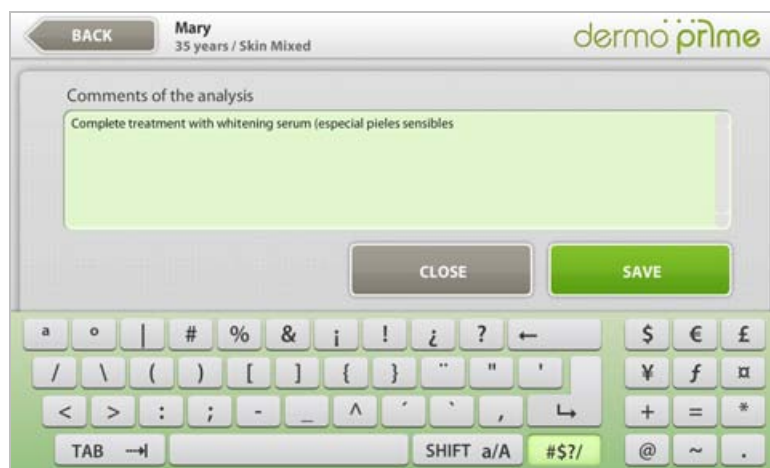 BACK
Mary
35 years / Skin Mixed
dermo prime
Comments of the analysis
Complete treatment with whitening serum (especial pieles sensibles
CLOSE
SAVE
ª º | # % & ¡ ! ¿ ? ← $ € £
/ \ ( ) [ ] { } ¨ " ' ¥ ƒ ¤
< > : ; - _ ^ ´ ` , ↵ + = *
TAB SHIFT a/A #$?/ @ ~ .